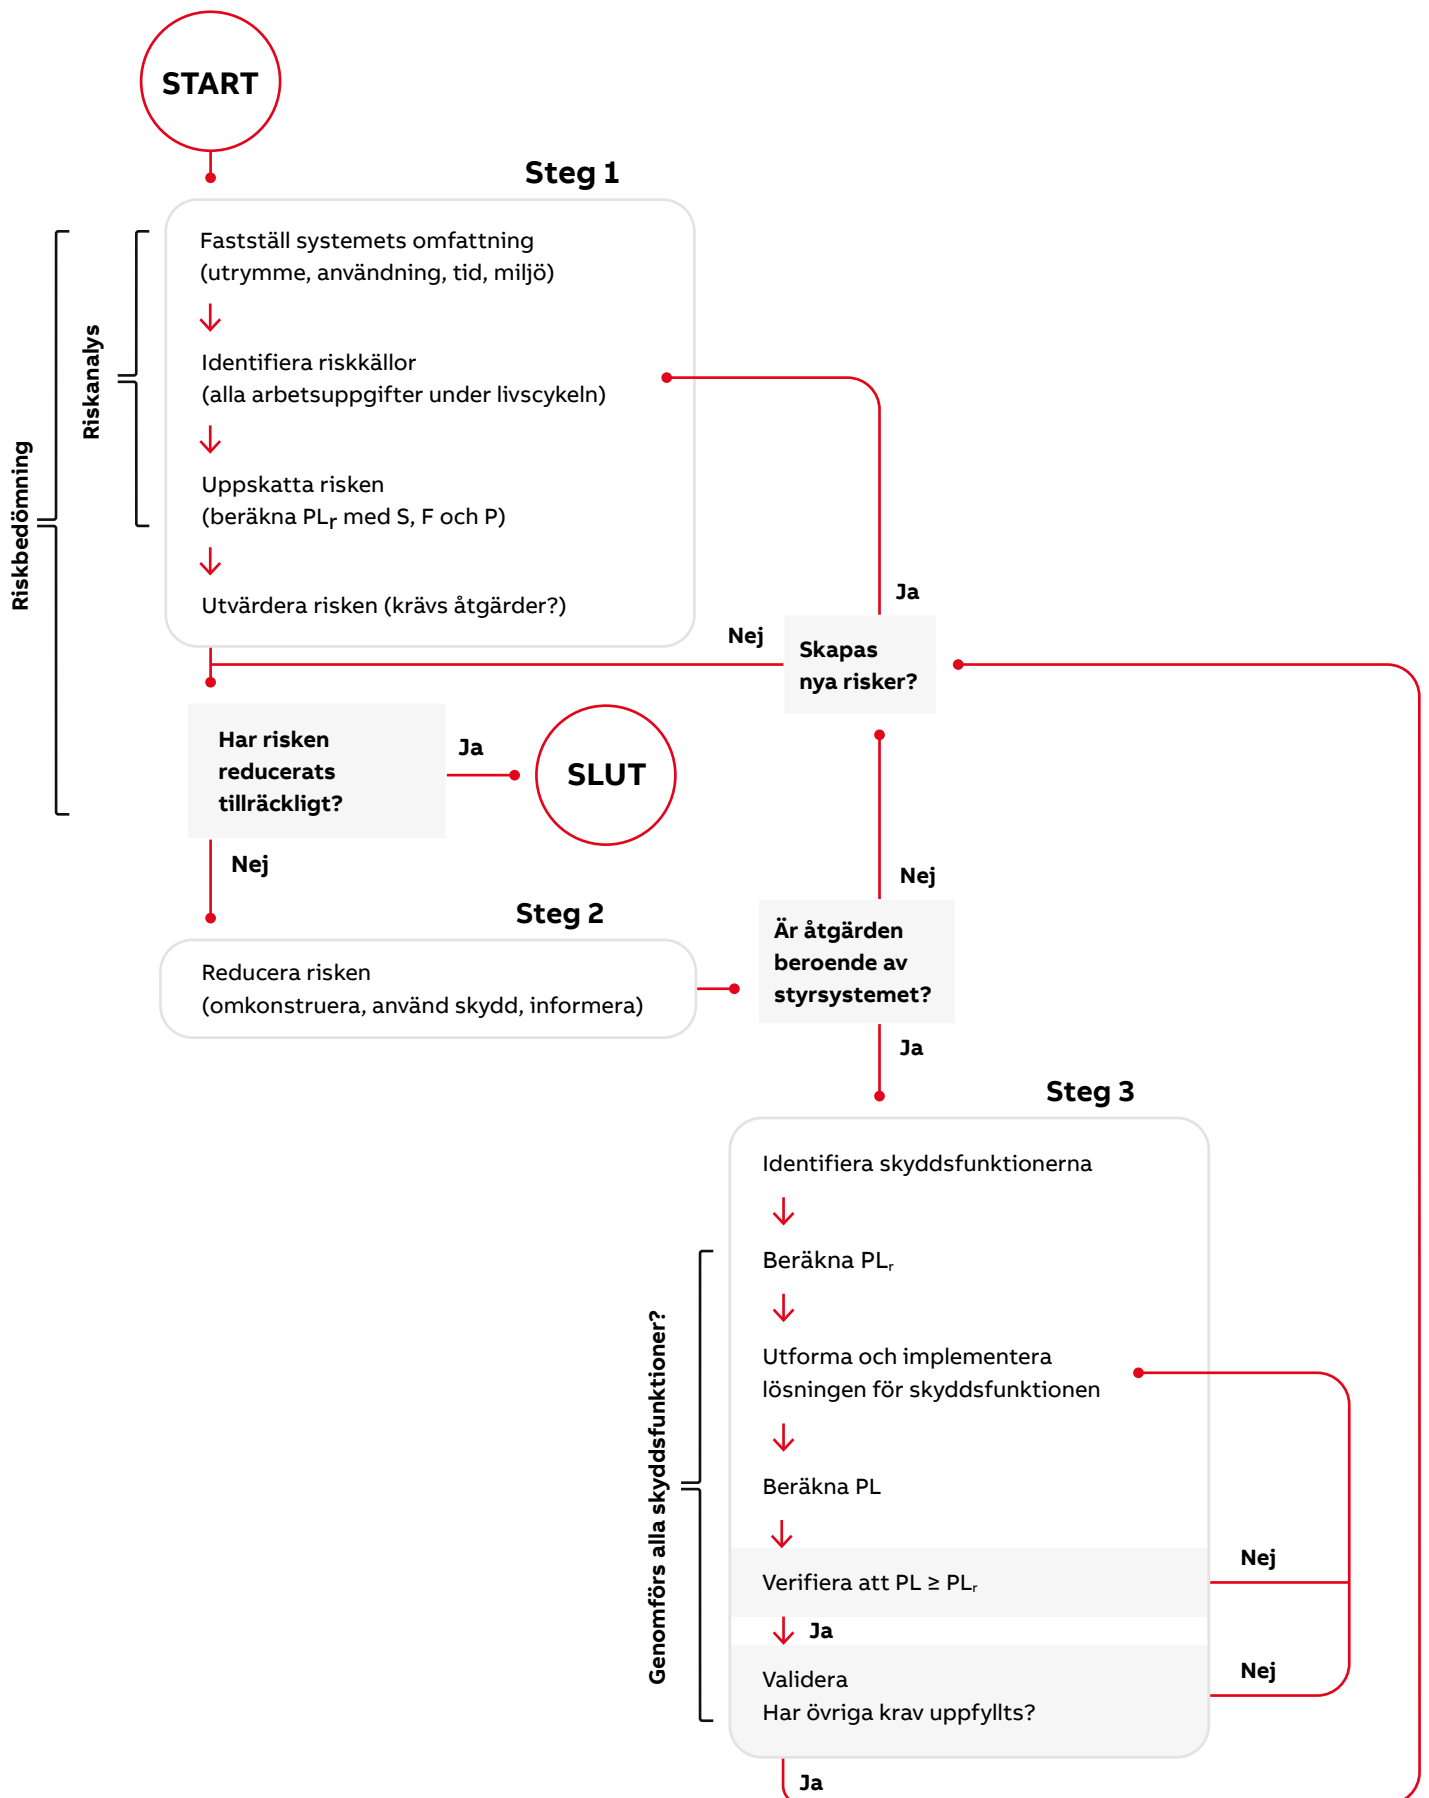 START
Steg 1
Fastställ systemets omfattning
(utrymme, användning, tid, miljö)
Identifiera riskkällor
(alla arbetsuppgifter under livscykeln)
Uppskatta risken
(beräkna PLr med S, F och P)
Utvärdera risken (krävs åtgärder?)
Riskanalys
Riskbedömning
Ja
Nej
Skapas
nya risker?
Har risken
reducerats
tillräckligt?
Ja
SLUT
Nej
Steg 2
Reducera risken
(omkonstruera, använd skydd, informera)
Nej
Är åtgärden
beroende av
styrsystemet?
Ja
Steg 3
Identifiera skyddsfunktionerna
Beräkna PLr
Utforma och implementera
lösningen för skyddsfunktionen
Beräkna PL
Verifiera att PL ≥ PLr
Nej
Ja
Validera
Har övriga krav uppfyllts?
Nej
Ja
Genomförs alla skyddsfunktioner?